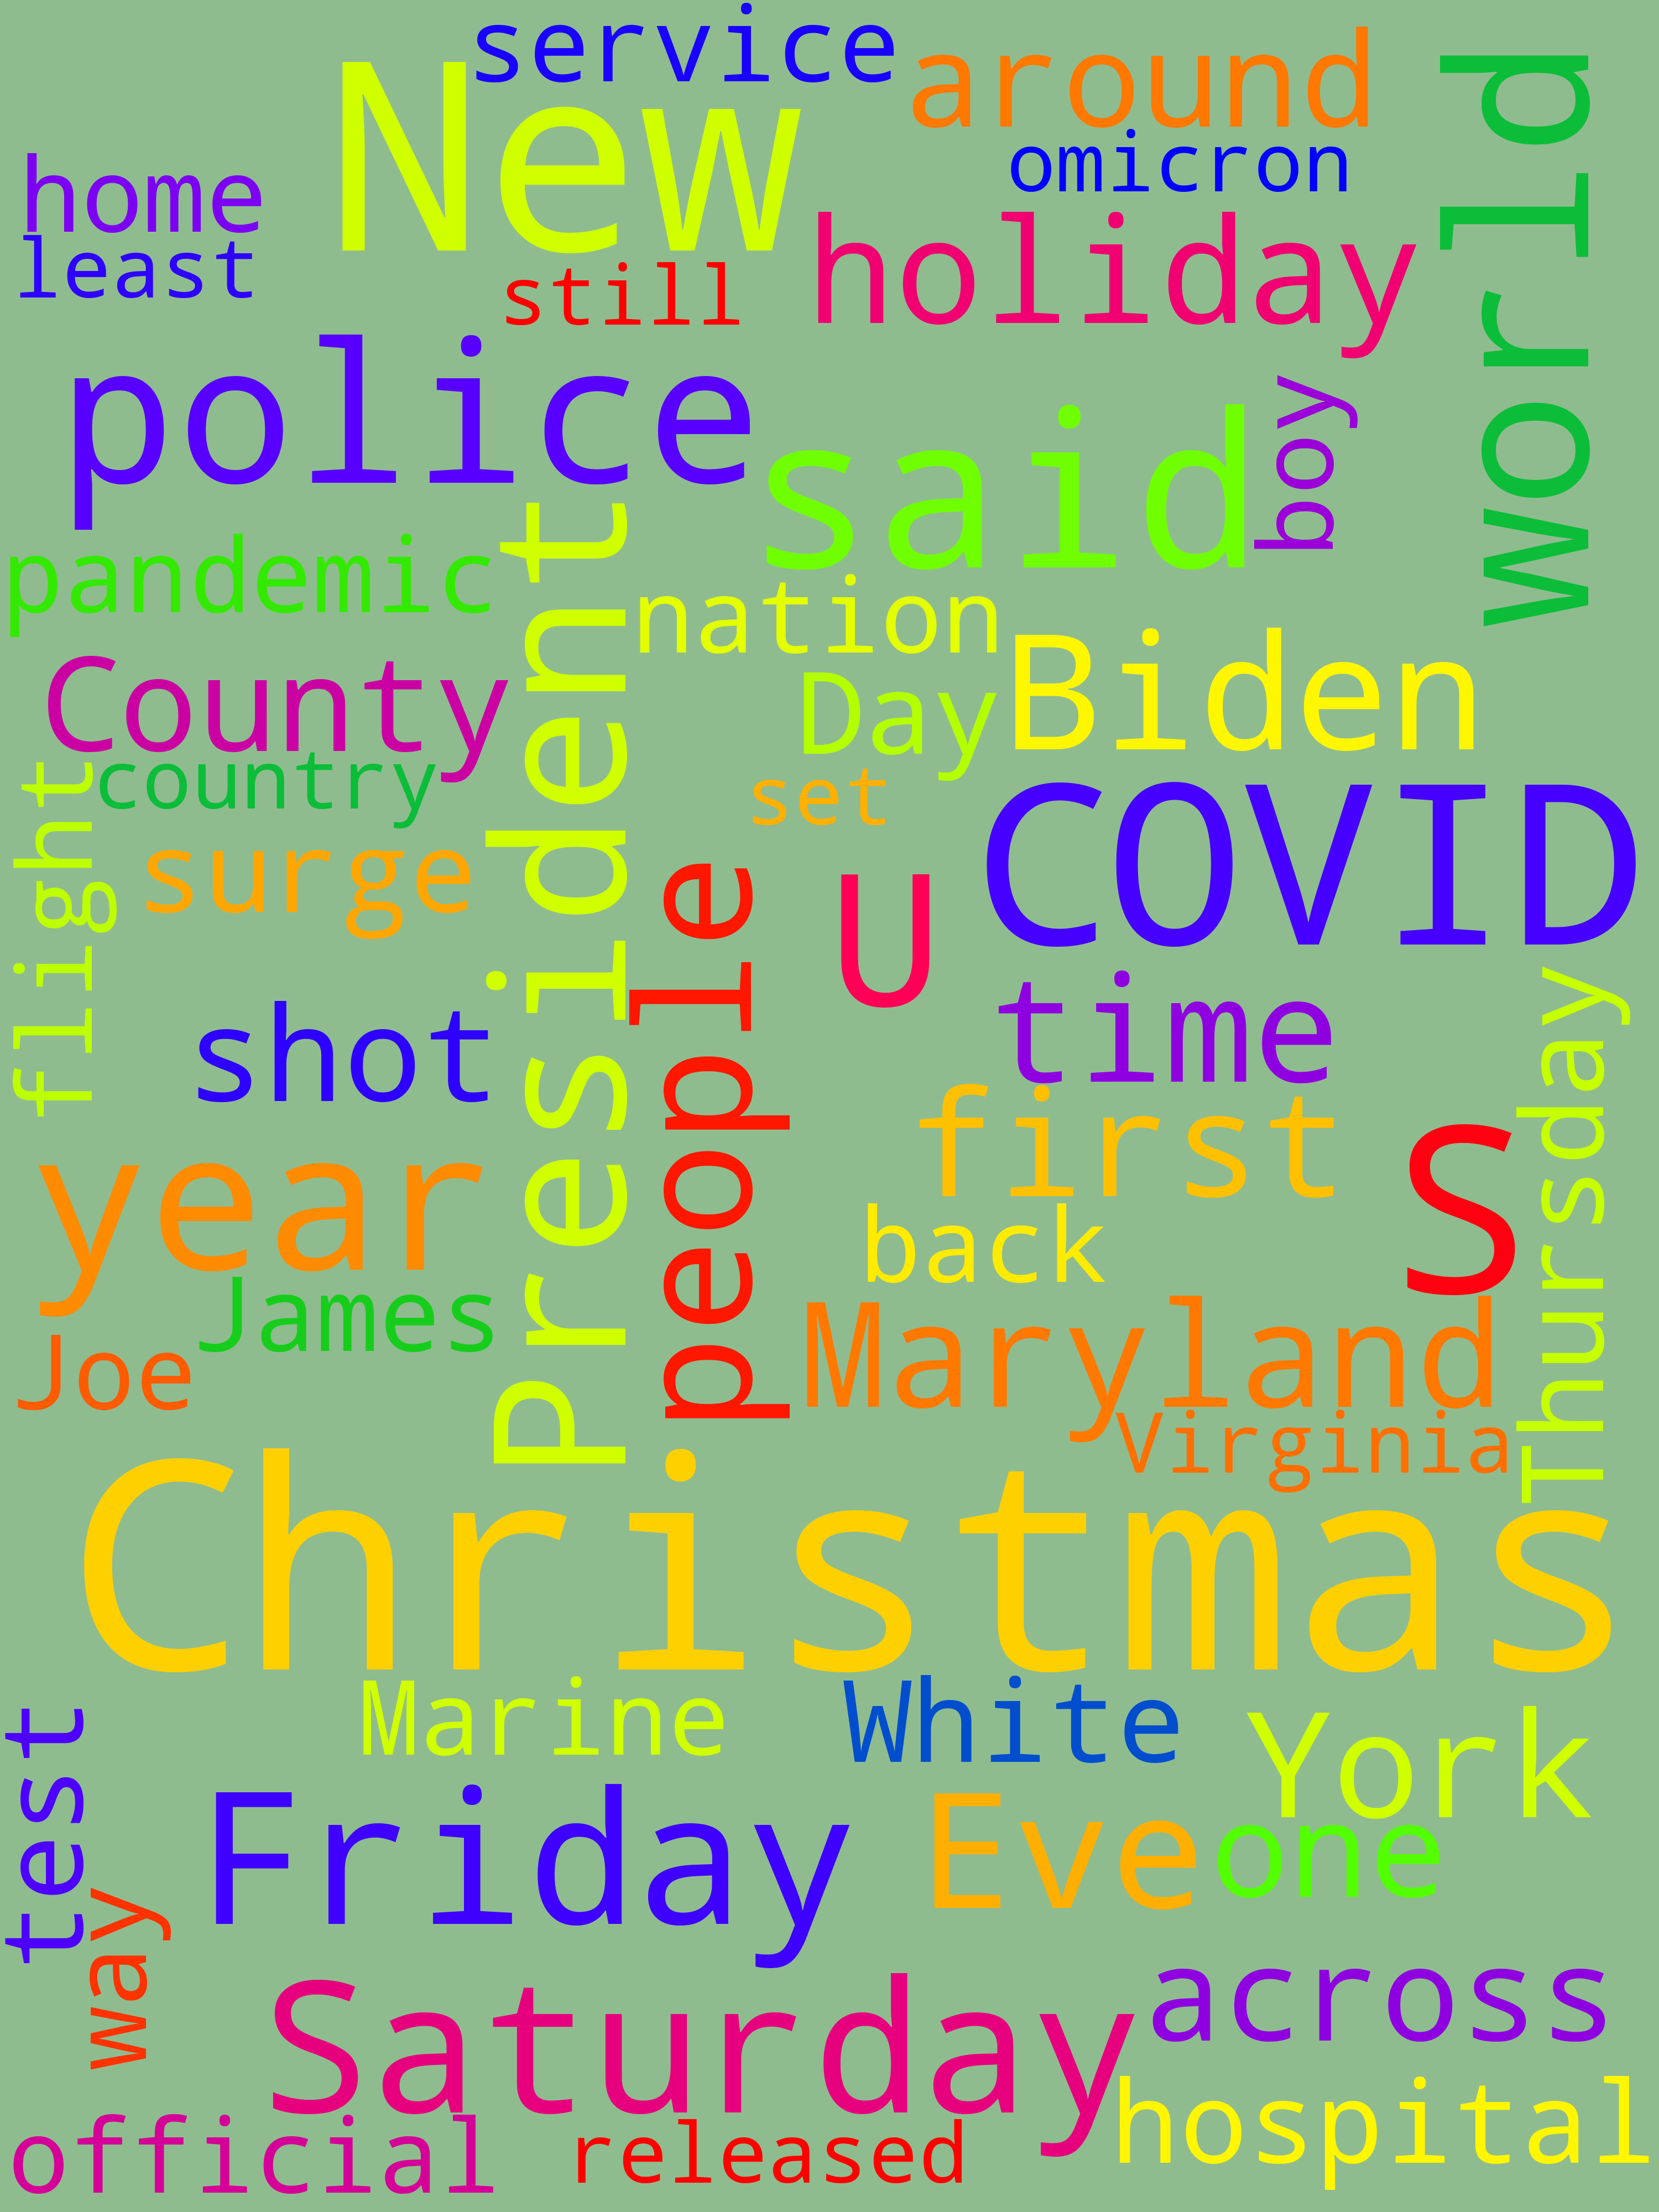 service
around
New
world
omicron
home
least
holiday
still
police
said
boy
pandemic
nation
President
County
Day
Biden
country
set
flight
surge
COVID
people
U
time
shot
Thursday
first
year
S
back
James
Maryland
Joe
Virginia
Christmas
Marine
White
York
test
Friday
Eve
one
way
across
Saturday
hospital
official
released